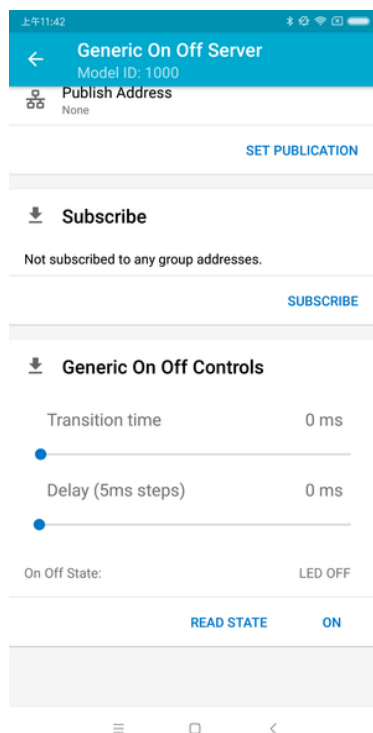 上午11:42
Generic On Off Server
Model ID: 1000
Publish Address
None
SET PUBLICATION
Subscribe
Not subscribed to any group addresses.
SUBSCRIBE
Generic On Off Controls
Transition time 0 ms
Delay (5ms steps) 0 ms
On Off State: LED OFF
READ STATE ON